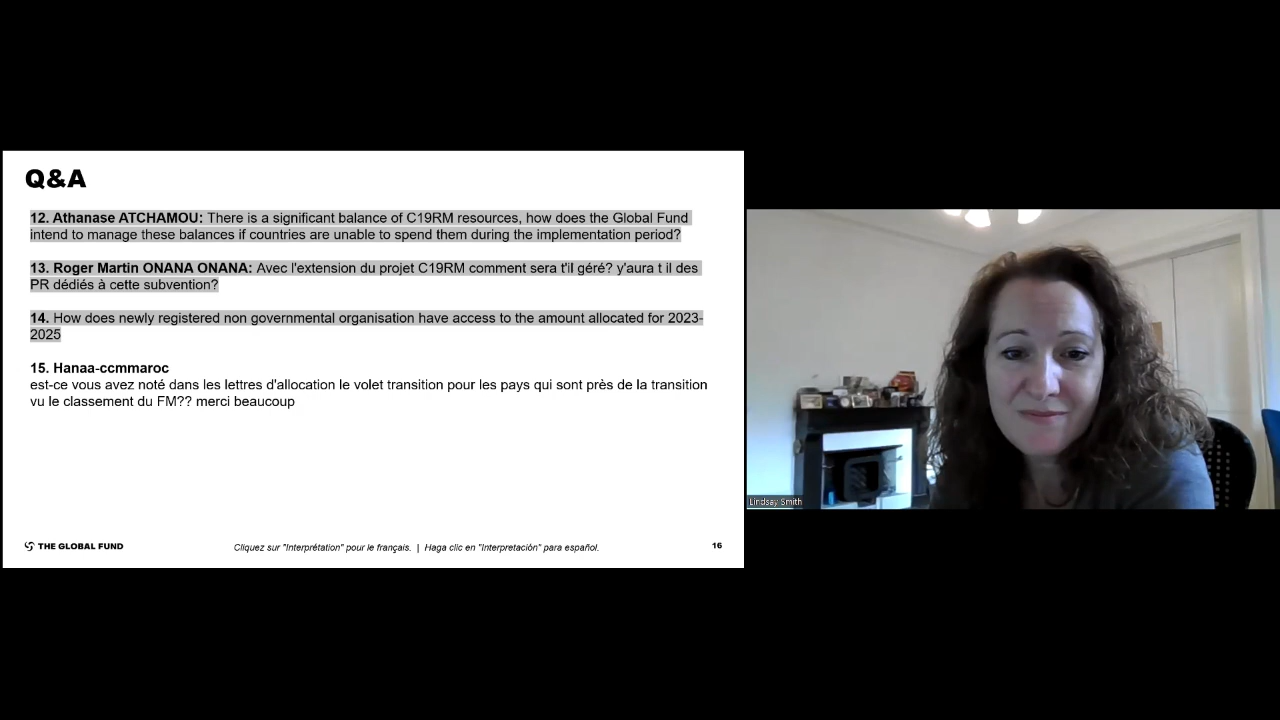 Q&A
12. Athanase ATCHAMOU: There is a significant balance of C19RM resources, how does the Global Fund
intend to manage these balances if countries are unable to spend them during the implementation period?
13. Roger Martin ONANA ONANA: Avec l'extension du projet C19RM comment sera t'il géré? y'aura t il des
PR dédiés à cette subvention?
14. How does newly registered non governmental organisation have access to the amount allocated for 2023-
2025
15. Hanaa-ccmmaroc
est-ce vous avez noté dans les lettres d'allocation le volet transition pour les pays qui sont près de la transition
vu le classement du FM?? merci beaucoup
THE GLOBAL FUND
Cliquez sur "Interprétation" pour le français. | Haga clic en "Interpretación" para español.
16
Lindsay Smith